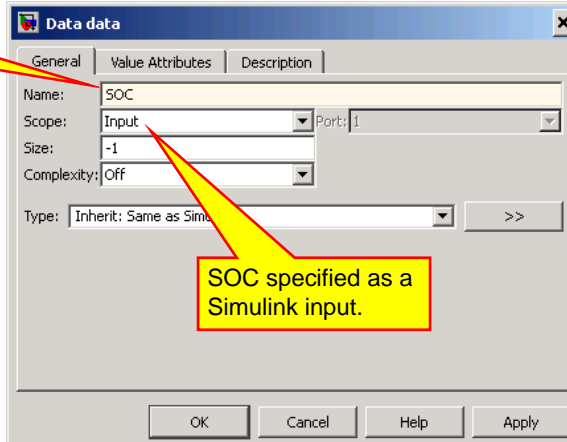 Data data
General Value Attributes Description
Name: SOC
Scope: Input Port: 1
Size: -1
Complexity: Off
Type: Inherit: Same as Simu >>
SOC specified as a
Simulink input.
OK Cancel Help Apply